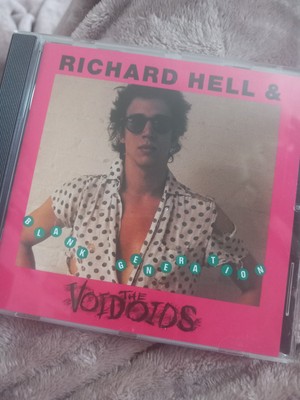 RICHARD HELL &
BLANK GENERATION
THE
VOIDOIDS